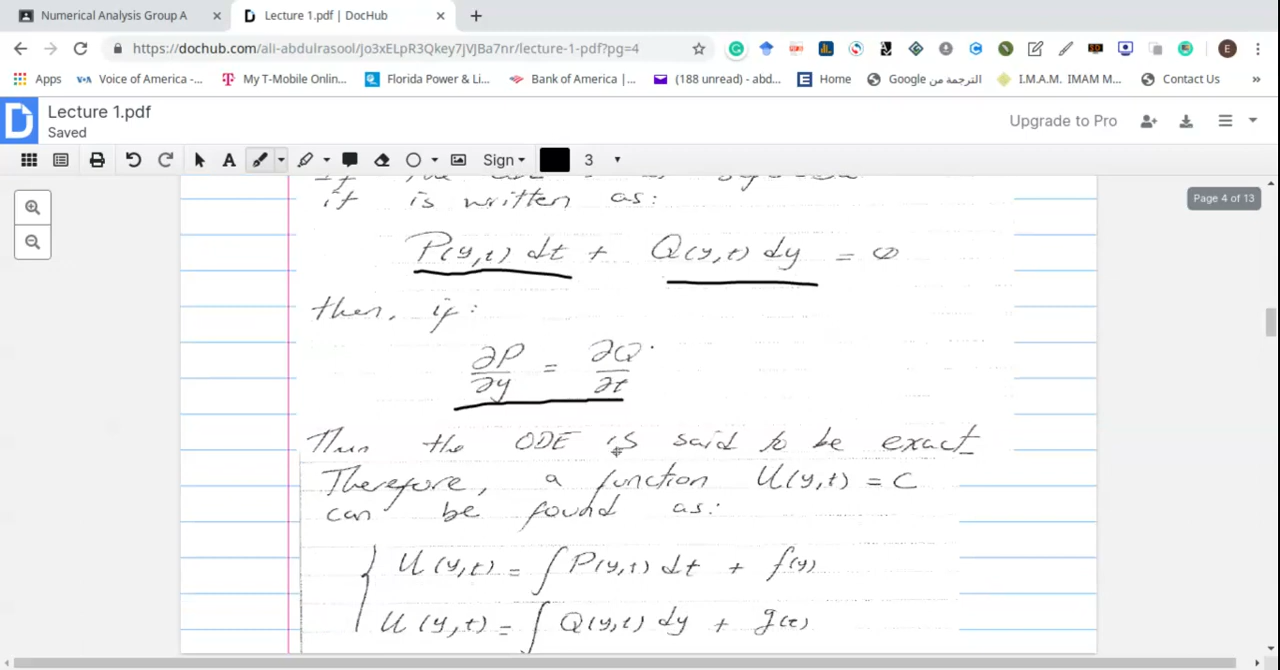 Numerical Analysis Group A
Lecture 1.pdf | DocHub
https://dochub.com/ali-abdulrasool/jo3xELpR3Qkey7jVJBa7nr/lecture-1-pdf?pg=4
E
Apps
Voice of America -...
My T-Mobile Onlin...
Florida Power & Li...
Bank of America |...
(188 unread) - abd...
Home
الترجمة من Google
I.M.A.M. IMAM M...
Contact Us
»
Lecture 1.pdf
Saved
Upgrade to Pro
Sign
3
Page 4 of 13
If the
it is written as:
P(y,t) dt + Q(y,t) dy = 0
then, if:
∂P/∂y = ∂Q/∂t
Then the ODE is said to be exact
Therefore, a function U(y,t) = C
can be found as:
U(y,t) = ∫ P(y,t) dt + f(y)
U(y,t) = ∫ Q(y,t) dy + g(t)